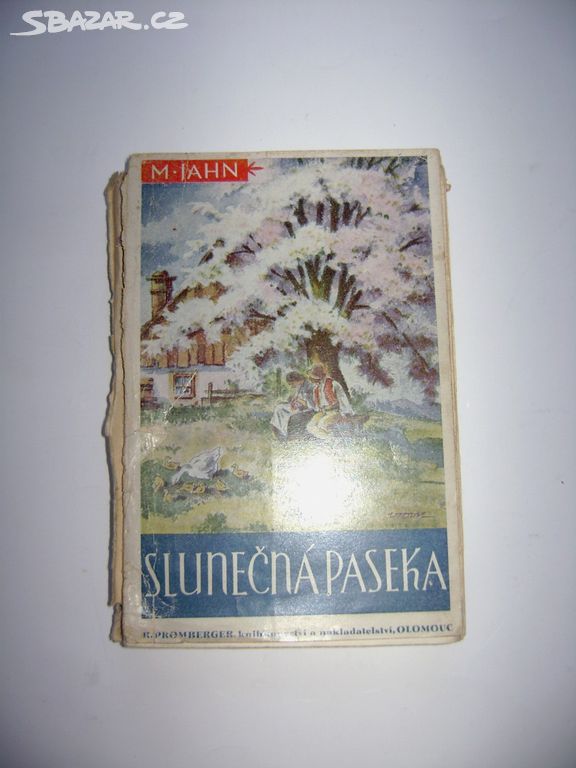 SBAZAR.CZ
M·JAHN
SLUNEČNÁ PASEKA
R. PROMBERGER, knihkupectví a nakladatelství, OLOMOUC